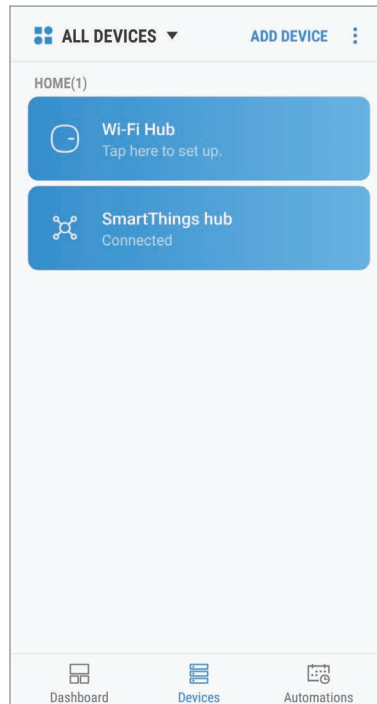 ALL DEVICES ADD DEVICE
HOME(1)
Wi-Fi Hub
Tap here to set up.
SmartThings hub
Connected
Dashboard Devices Automations